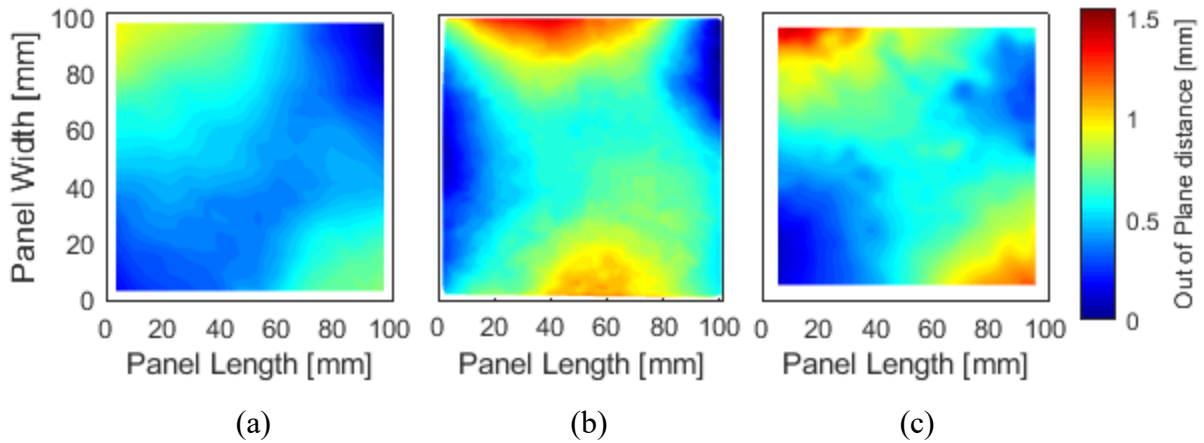 100
80
60
40
20
0
Panel Width [mm]
0 20 40 60 80 100
Panel Length [mm]
0 20 40 60 80 100
Panel Length [mm]
0 20 40 60 80 100
Panel Length [mm]
1.5
1
0.5
0
Out of Plane distance [mm]
(a) (b) (c)